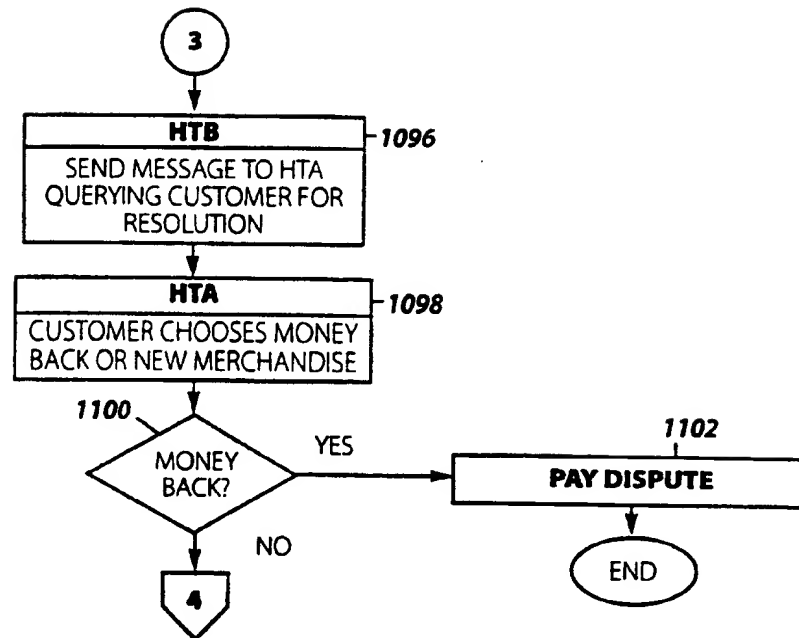 3
HTB
1096
SEND MESSAGE TO HTA
QUERYING CUSTOMER FOR
RESOLUTION
HTA
1098
CUSTOMER CHOOSES MONEY
BACK OR NEW MERCHANDISE
1100
MONEY
BACK?
YES
1102
PAY DISPUTE
END
NO
4